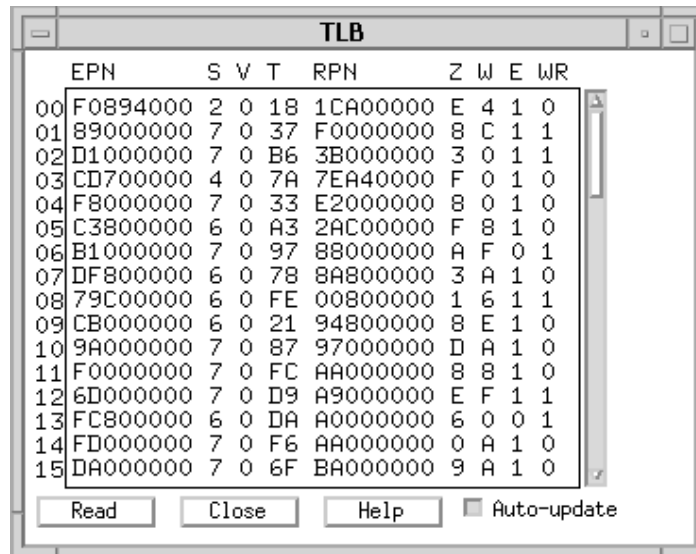 TLB
EPN S V T RPN Z W E WR
00 F0894000 2 0 18 1CA00000 E 4 1 0
01 89000000 7 0 37 F0000000 8 C 1 1
02 D1000000 7 0 B6 3B000000 3 0 1 1
03 CD700000 4 0 7A 7EA40000 F 0 1 0
04 F8000000 7 0 33 E2000000 8 0 1 0
05 C3800000 6 0 A3 2AC00000 F 8 1 0
06 B1000000 7 0 97 88000000 A F 0 1
07 DF800000 6 0 78 8A800000 3 A 1 0
08 79C00000 6 0 FE 00800000 1 6 1 1
09 CB000000 6 0 21 94800000 8 E 1 0
10 9A000000 7 0 87 97000000 D A 1 0
11 F0000000 7 0 FC AA000000 8 8 1 0
12 6D000000 7 0 D9 A9000000 E F 1 1
13 FC800000 6 0 DA A0000000 6 0 0 1
14 FD000000 7 0 F6 AA000000 0 A 1 0
15 DA000000 7 0 6F BA000000 9 A 1 0
Read Close Help Auto-update